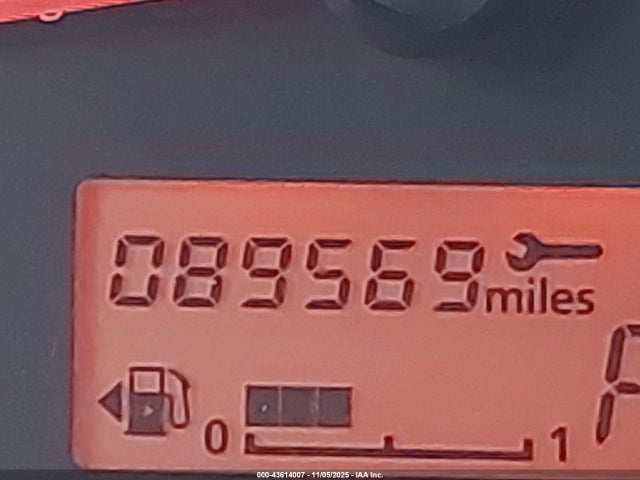 089569 miles
P
0 1
000-43614007 - 11/05/2025 - IAA Inc.